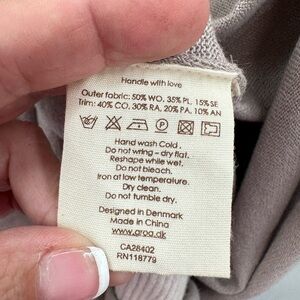 Handle with love
Outer fabric: 50% WO, 35% PL, 15% SE
Trim: 40% CO, 30% RA, 20% PA, 10% AN
Hand wash Cold.
Do not wring - dry flat.
Reshape while wet.
Do not bleach.
Iron at low temperature.
Dry clean.
Do not tumble dry.
Designed in Denmark
Made in China
www.aroa.com
CA28402
RN118779